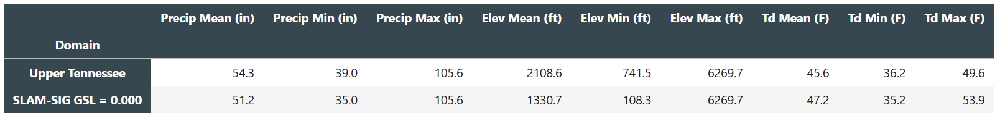 Precip Mean (in) Precip Min (in) Precip Max (in) Elev Mean (ft) Elev Min (ft) Elev Max (ft) Td Mean (F) Td Min (F) Td Max (F)
Domain
Upper Tennessee 54.3 39.0 105.6 2108.6 741.5 6269.7 45.6 36.2 49.6
SLAM-SIG GSL = 0.000 51.2 35.0 105.6 1330.7 108.3 6269.7 47.2 35.2 53.9